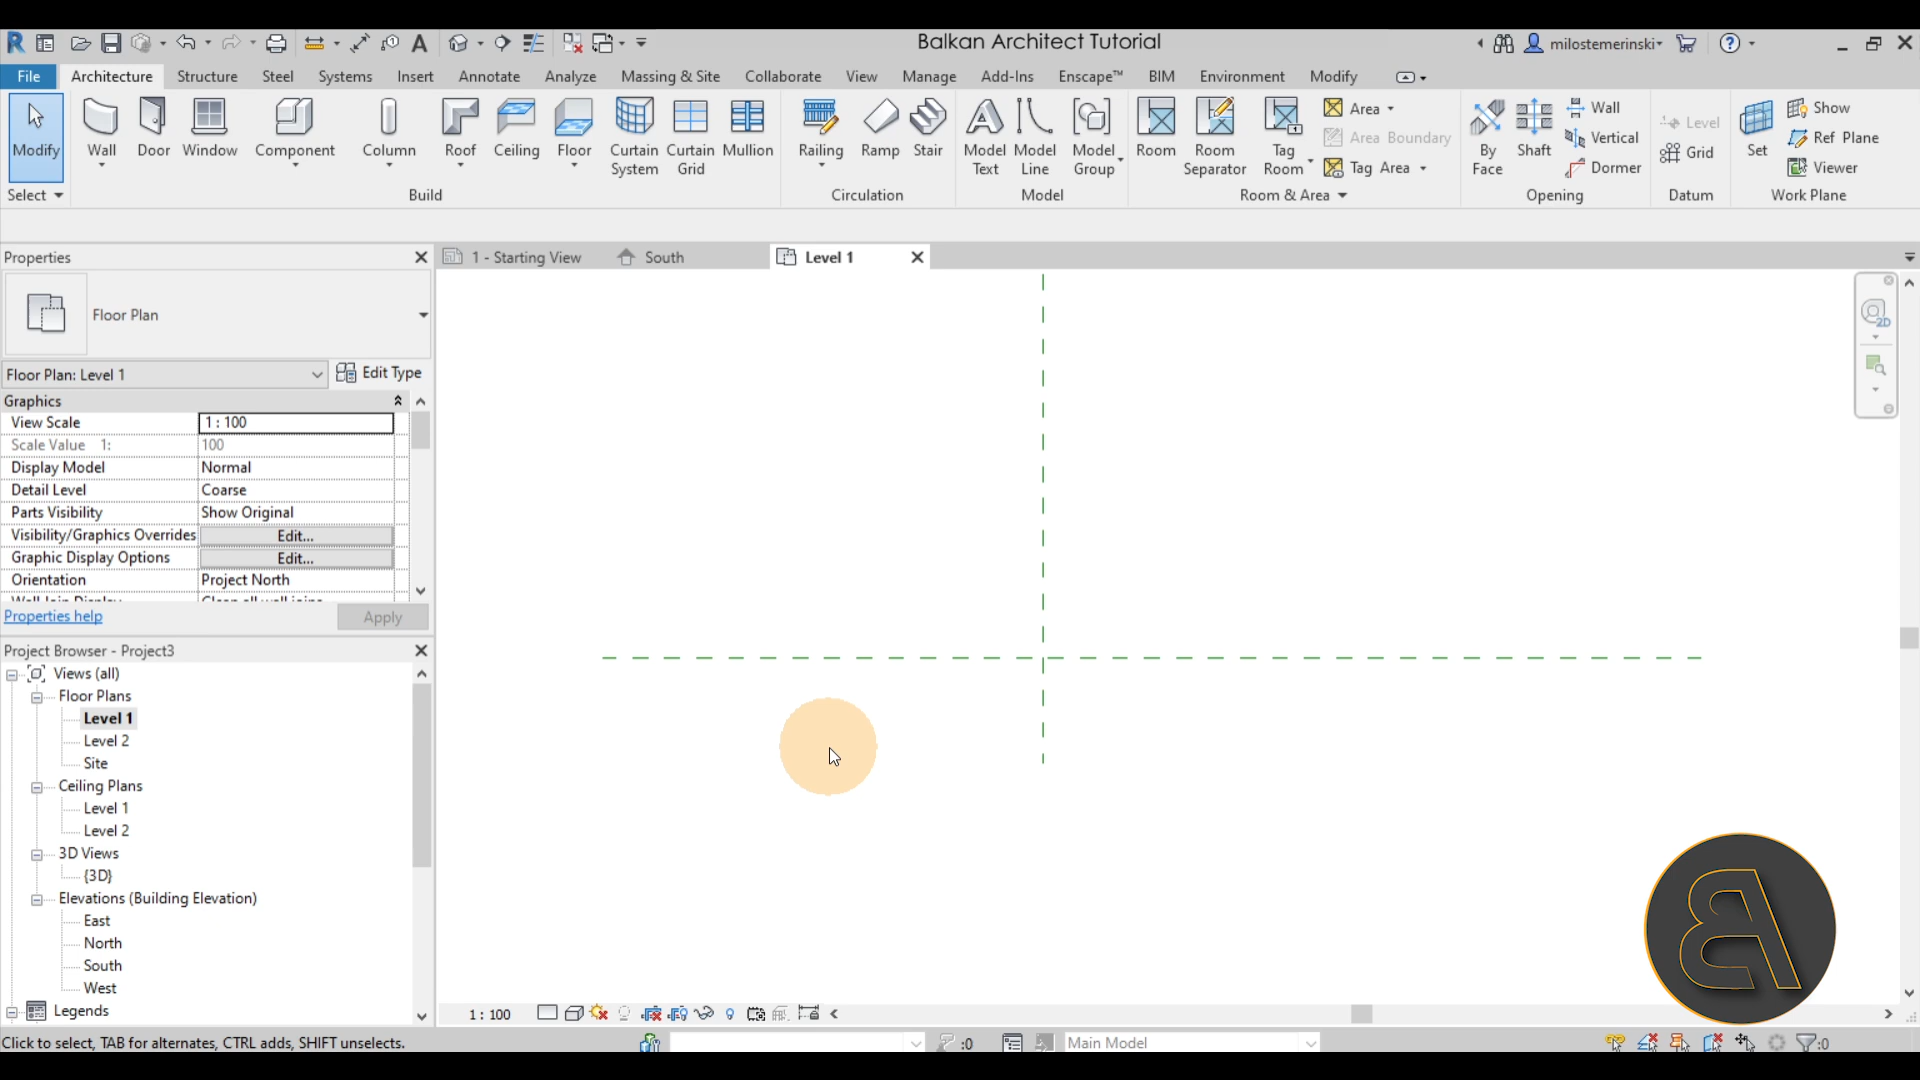 Balkan Architect Tutorial
milostemerinski
File Architecture Structure Steel Systems Insert Annotate Analyze Massing & Site Collaborate View Manage Add-Ins Enscape™ BIM Environment Modify
Modify
Wall
Door
Window
Component
Column
Roof
Ceiling
Floor
Curtain
System
Curtain
Grid
Mullion
Railing
Ramp
Stair
Model
Text
Model
Line
Model
Group
Room
Room
Separator
Tag
Room
Area
Area Boundary
Tag Area
By
Face
Shaft
Wall
Vertical
Dormer
Level
Grid
Set
Show
Ref Plane
Viewer
Select
Build
Circulation
Model
Room & Area
Opening
Datum
Work Plane
Properties
1 - Starting View
South
Level 1
2D
Floor Plan
Floor Plan: Level 1
Edit Type
Graphics
View Scale 1 : 100
Scale Value 1: 100
Display Model Normal
Detail Level Coarse
Parts Visibility Show Original
Visibility/Graphics Overrides Edit...
Graphic Display Options Edit...
Orientation Project North
Properties help
Apply
Project Browser - Project3
Views (all)
Floor Plans
Level 1
Level 2
Site
Ceiling Plans
Level 1
Level 2
3D Views
{3D}
Elevations (Building Elevation)
East
North
South
West
Legends
1 : 100
Click to select, TAB for alternates, CTRL adds, SHIFT unselects.
:0
Main Model
:0